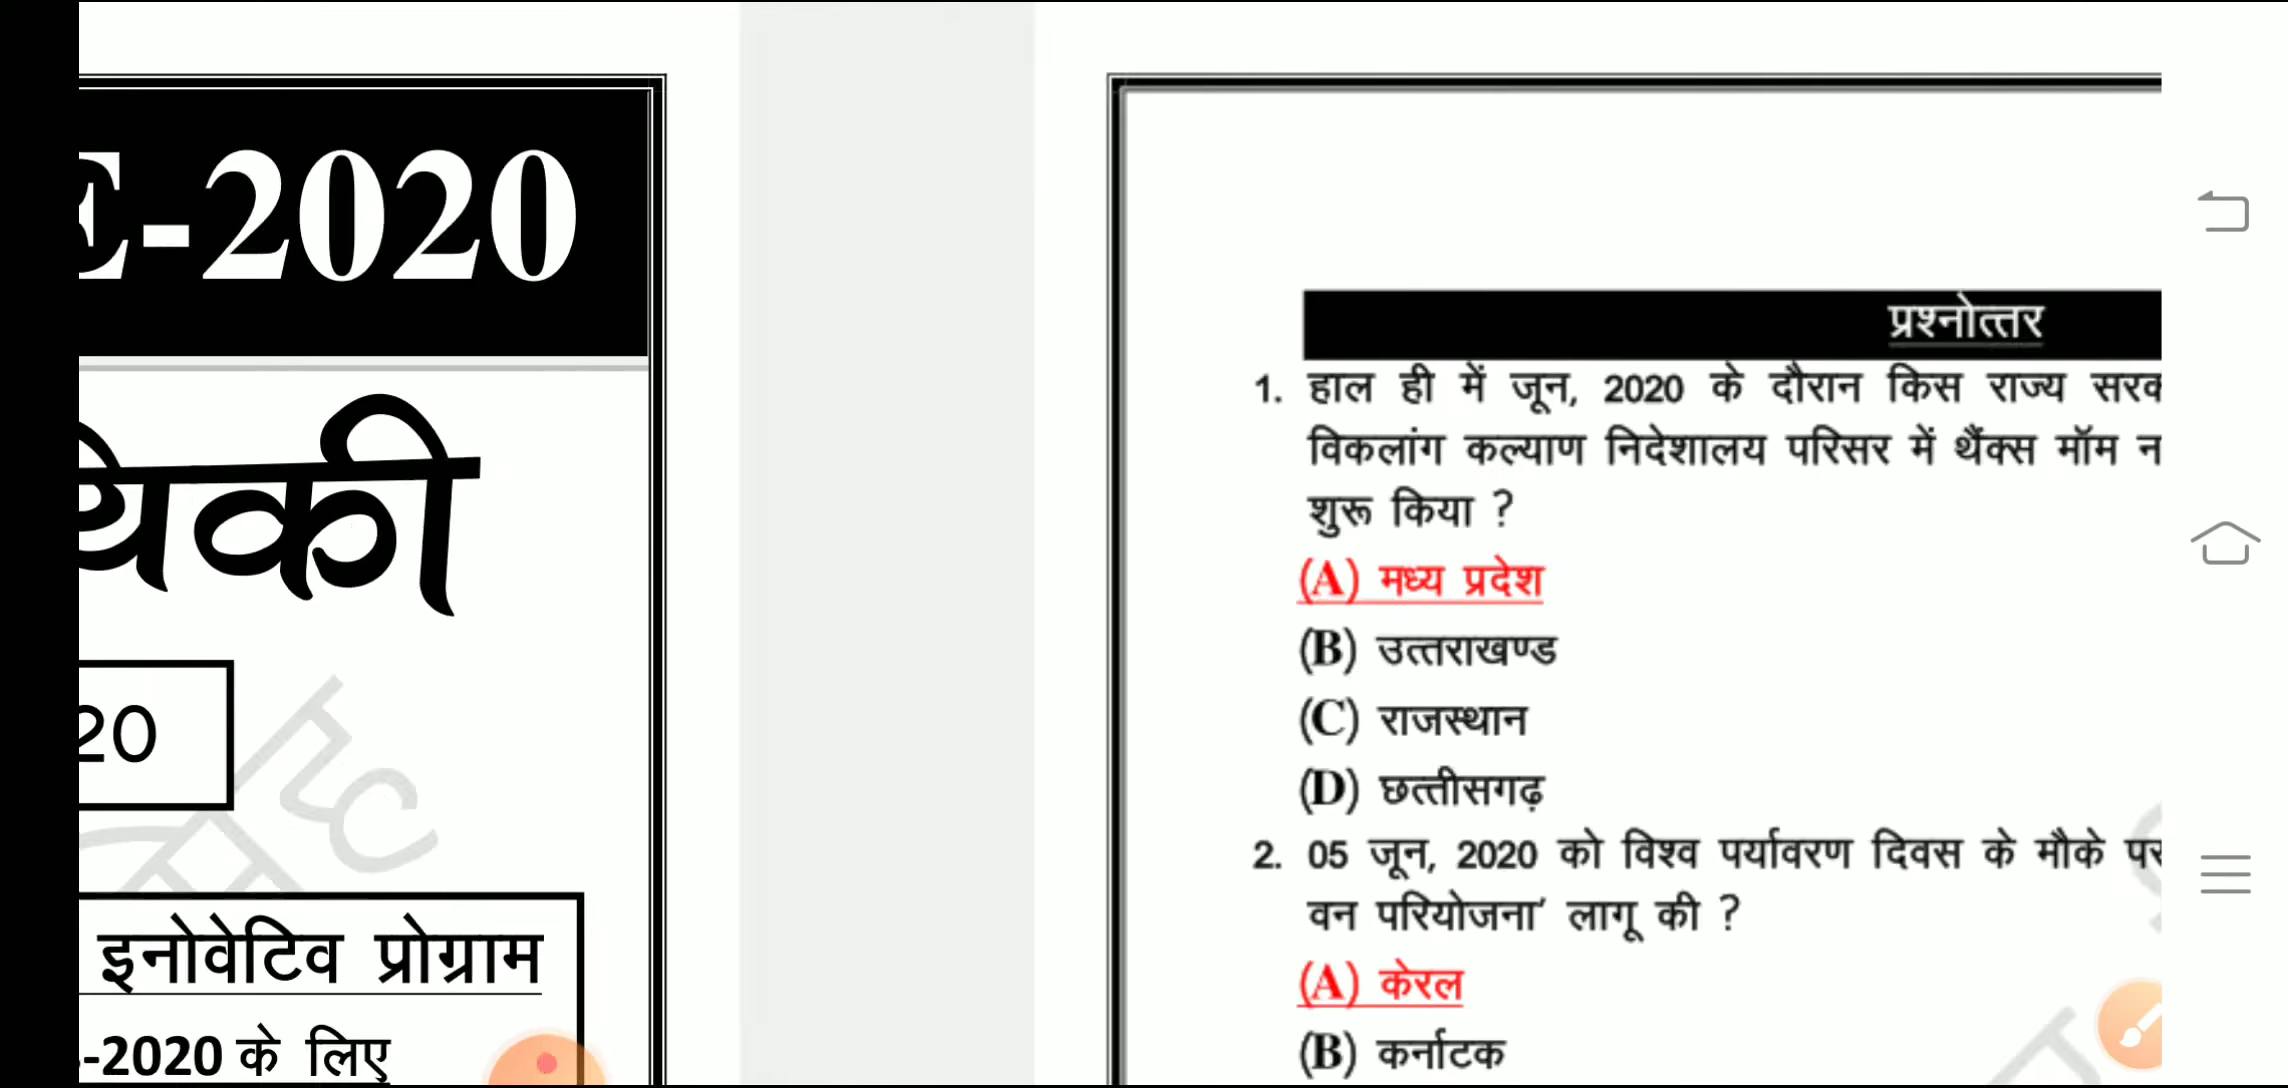 -2020
20
इनोवेटिव प्रोग्राम
-2020 के लिए
प्रश्नोत्तर
1. हाल ही में जून, 2020 के दौरान किस राज्य
विकलांग कल्याण निदेशालय परिसर में थैंक्स मॉम
शुरू किया ?
(A) मध्य प्रदेश
(B) उत्तराखण्ड
(C) राजस्थान
(D) छत्तीसगढ़
2. 05 जून, 2020 को विश्व पर्यावरण दिवस के मौके पर
वन परियोजना’ लागू की ?
(A) केरल
(B) कर्नाटक